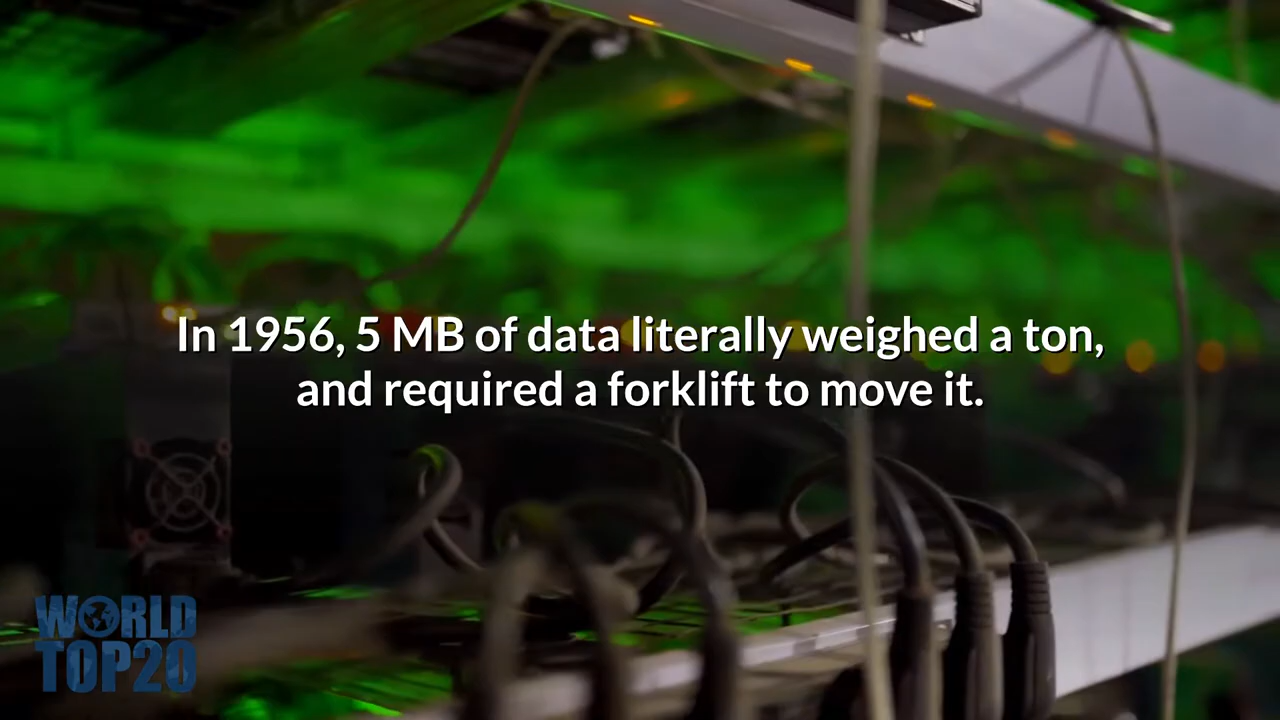 In 1956, 5 MB of data literally weighed a ton,
and required a forklift to move it.
WORLD
TOP20